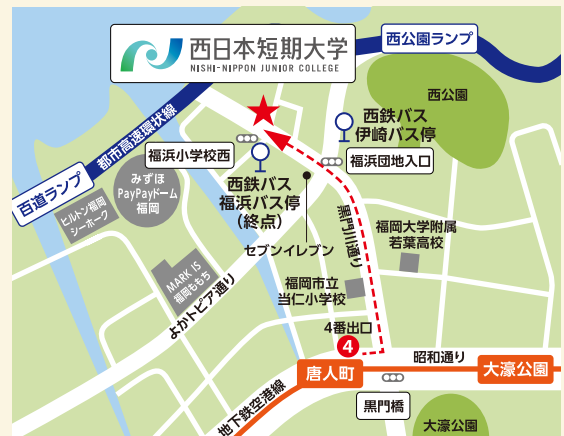 西日本短期大学
NISHI-NIPPON JUNIOR COLLEGE
西公園ランプ
西公園
西鉄バス
伊崎バス停
都市高速環状線
福浜小学校西
福浜団地入口
百道ランプ
みずほ
PayPayドーム
福岡
西鉄バス
福浜バス停
(終点)
ヒルトン福岡
シーホーク
セブンイレブン
黒門川通り
福岡大学附属
若葉高校
MARK IS
福岡ももち
よかトピア通り
福岡市立
当仁小学校
4番出口
4
昭和通り
唐人町
大濠公園
地下鉄空港線
黒門橋
大濠公園